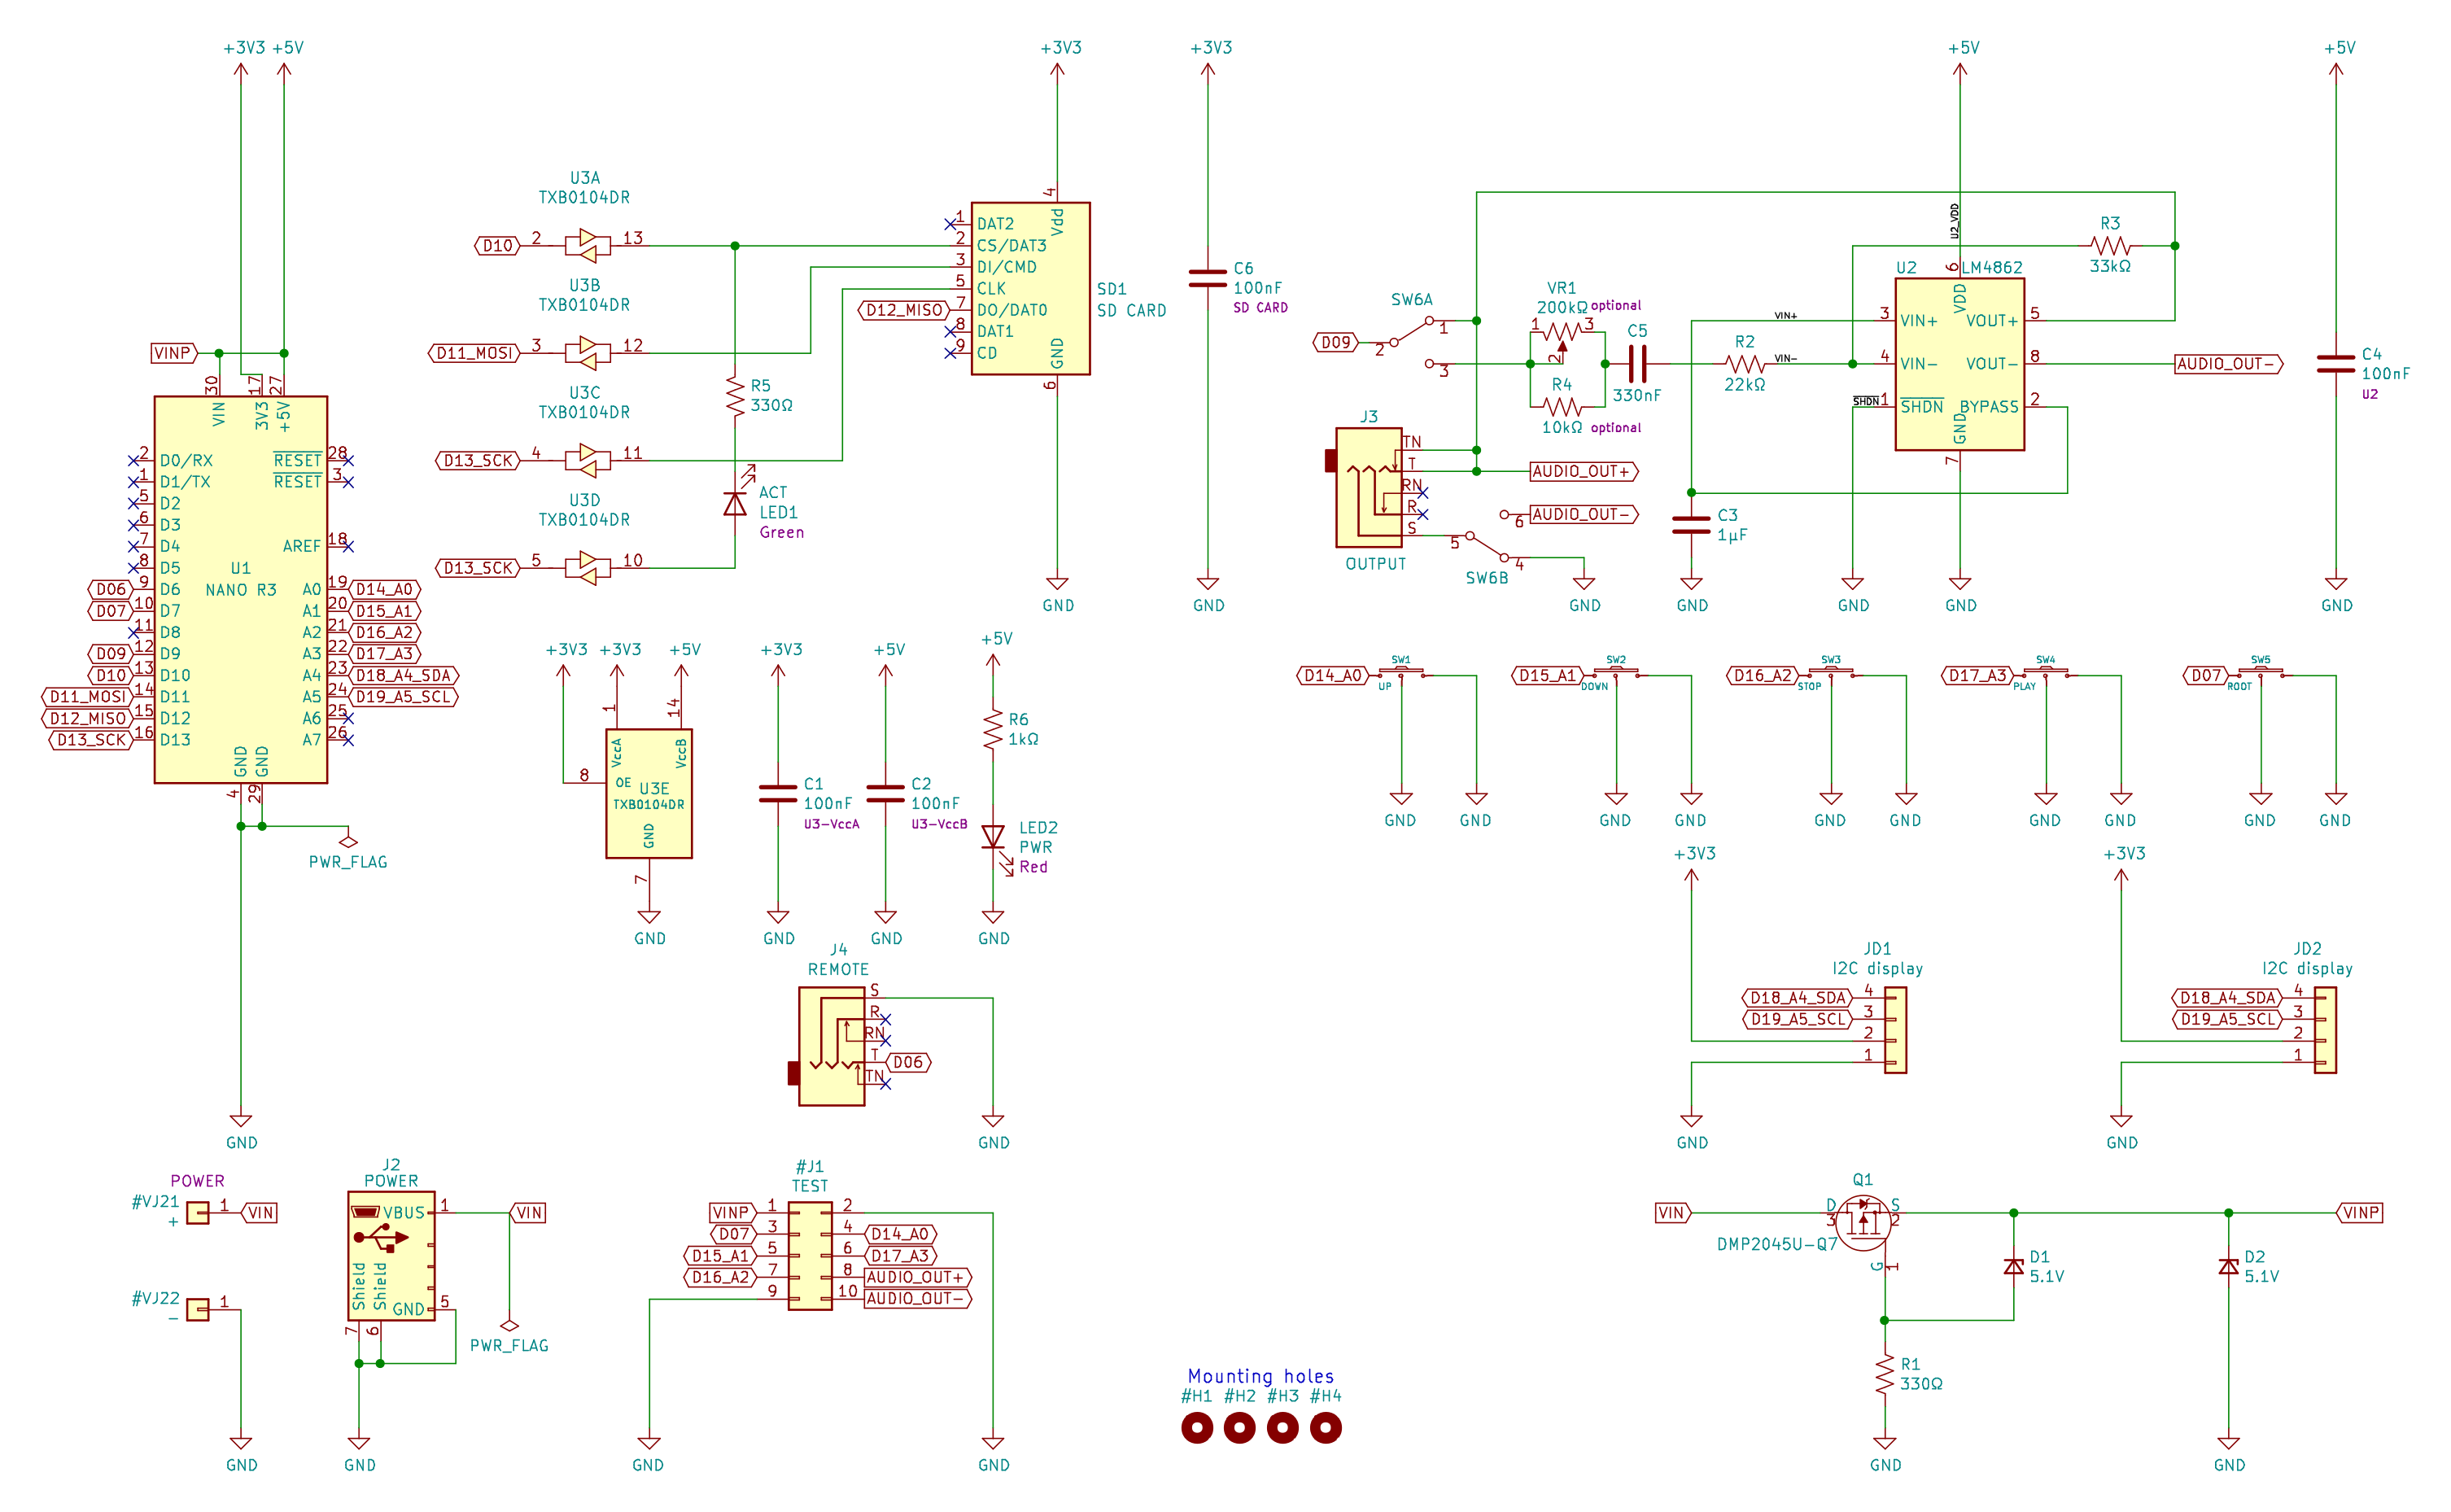 +3V3 +5V
VINP
30
17
27
VIN
3V3
+5V
2 D0/RX
1 D1/TX
5 D2
6 D3
7 D4
8 D5
9 D6
10 D7
11 D8
12 D9
13 D10
14 D11
15 D12
16 D13
D06
D07
D09
D10
D11_MOSI
D12_MISO
D13_SCK
U1
NANO R3
RESET 28
RESET 3
AREF 18
A0 19 D14_A0
A1 20 D15_A1
A2 21 D16_A2
A3 22 D17_A3
A4 23 D18_A4_SDA
A5 24 D19_A5_SCL
A6 25
A7 26
GND
GND
4
29
PWR_FLAG
GND
U3A
TXB0104DR
D10 2 13
U3B
TXB0104DR
D11_MOSI 3 12
U3C
TXB0104DR
D13_SCK 4 11
U3D
TXB0104DR
D13_SCK 5 10
R5
330Ω
ACT
LED1
Green
+3V3
4
Vdd
1 DAT2
2 CS/DAT3
3 DI/CMD
5 CLK
D12_MISO 7 DO/DAT0
8 DAT1
9 CD
GND
6
SD1
SD CARD
GND
+3V3
C6
100nF
SD CARD
GND
SW6A
D09 2
1
3
VR1
200kΩ optional
1 3
2
R4
10kΩ optional
C5
330nF
R2
22kΩ
VIN+
VIN-
SHDN
J3
TN
T
RN
R
S
OUTPUT
AUDIO_OUT+
AUDIO_OUT-
6
5
4
SW6B
GND
C3
1µF
GND
+5V
U2_VDD
6
U2 LM4862
VDD
3 VIN+
4 VIN-
1 SHDN
VOUT+ 5
VOUT- 8
BYPASS 2
GND
7
R3
33kΩ
AUDIO_OUT-
GND
GND
+5V
C4
100nF
U2
GND
+3V3 +3V3 +5V
1
14
VccA
VccB
8 OE
U3E
TXB0104DR
GND
7
GND
+3V3
C1
100nF
U3-VccA
GND
+5V
C2
100nF
U3-VccB
GND
+5V
R6
1kΩ
LED2
PWR
Red
GND
D14_A0 SW1
UP
GND GND
D15_A1 SW2
DOWN
GND GND
D16_A2 SW3
STOP
GND GND
D17_A3 SW4
PLAY
GND GND
D07 SW5
ROOT
GND GND
J4
REMOTE
S
R
RN
T D06
TN
GND
+3V3
JD1
I2C display
D18_A4_SDA 4
D19_A5_SCL 3
2
1
GND
+3V3
JD2
I2C display
D18_A4_SDA 4
D19_A5_SCL 3
2
1
GND
POWER
#VJ21
+
1 VIN
#VJ22
-
1
GND
J2
POWER
VBUS 1 VIN
Shield
Shield
GND 5
7
6
PWR_FLAG
GND
#J1
TEST
VINP 1 2
D07 3 4 D14_A0
D15_A1 5 6 D17_A3
D16_A2 7 8 AUDIO_OUT+
9 10 AUDIO_OUT-
GND
GND
Mounting holes
#H1 #H2 #H3 #H4
VIN
Q1
D S
3 2
DMP2045U-Q7
G
1
D1
5.1V
D2
5.1V
VINP
R1
330Ω
GND
GND